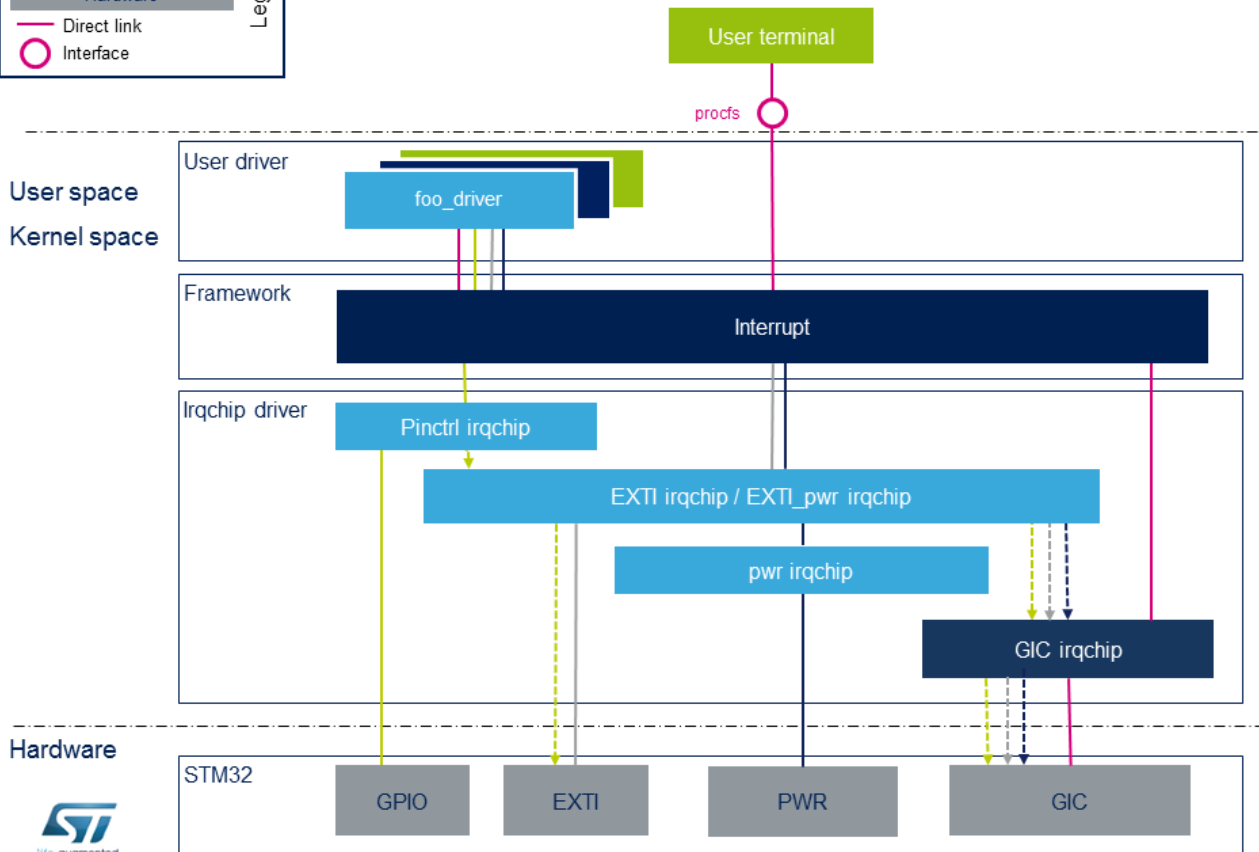 Direct link
Interface
User terminal
procfs
User driver
User space
foo_driver
Kernel space
Framework
Interrupt
Irqchip driver
Pinctrl irqchip
EXTI irqchip / EXTI_pwr irqchip
pwr irqchip
GIC irqchip
Hardware
STM32
GPIO
EXTI
PWR
GIC